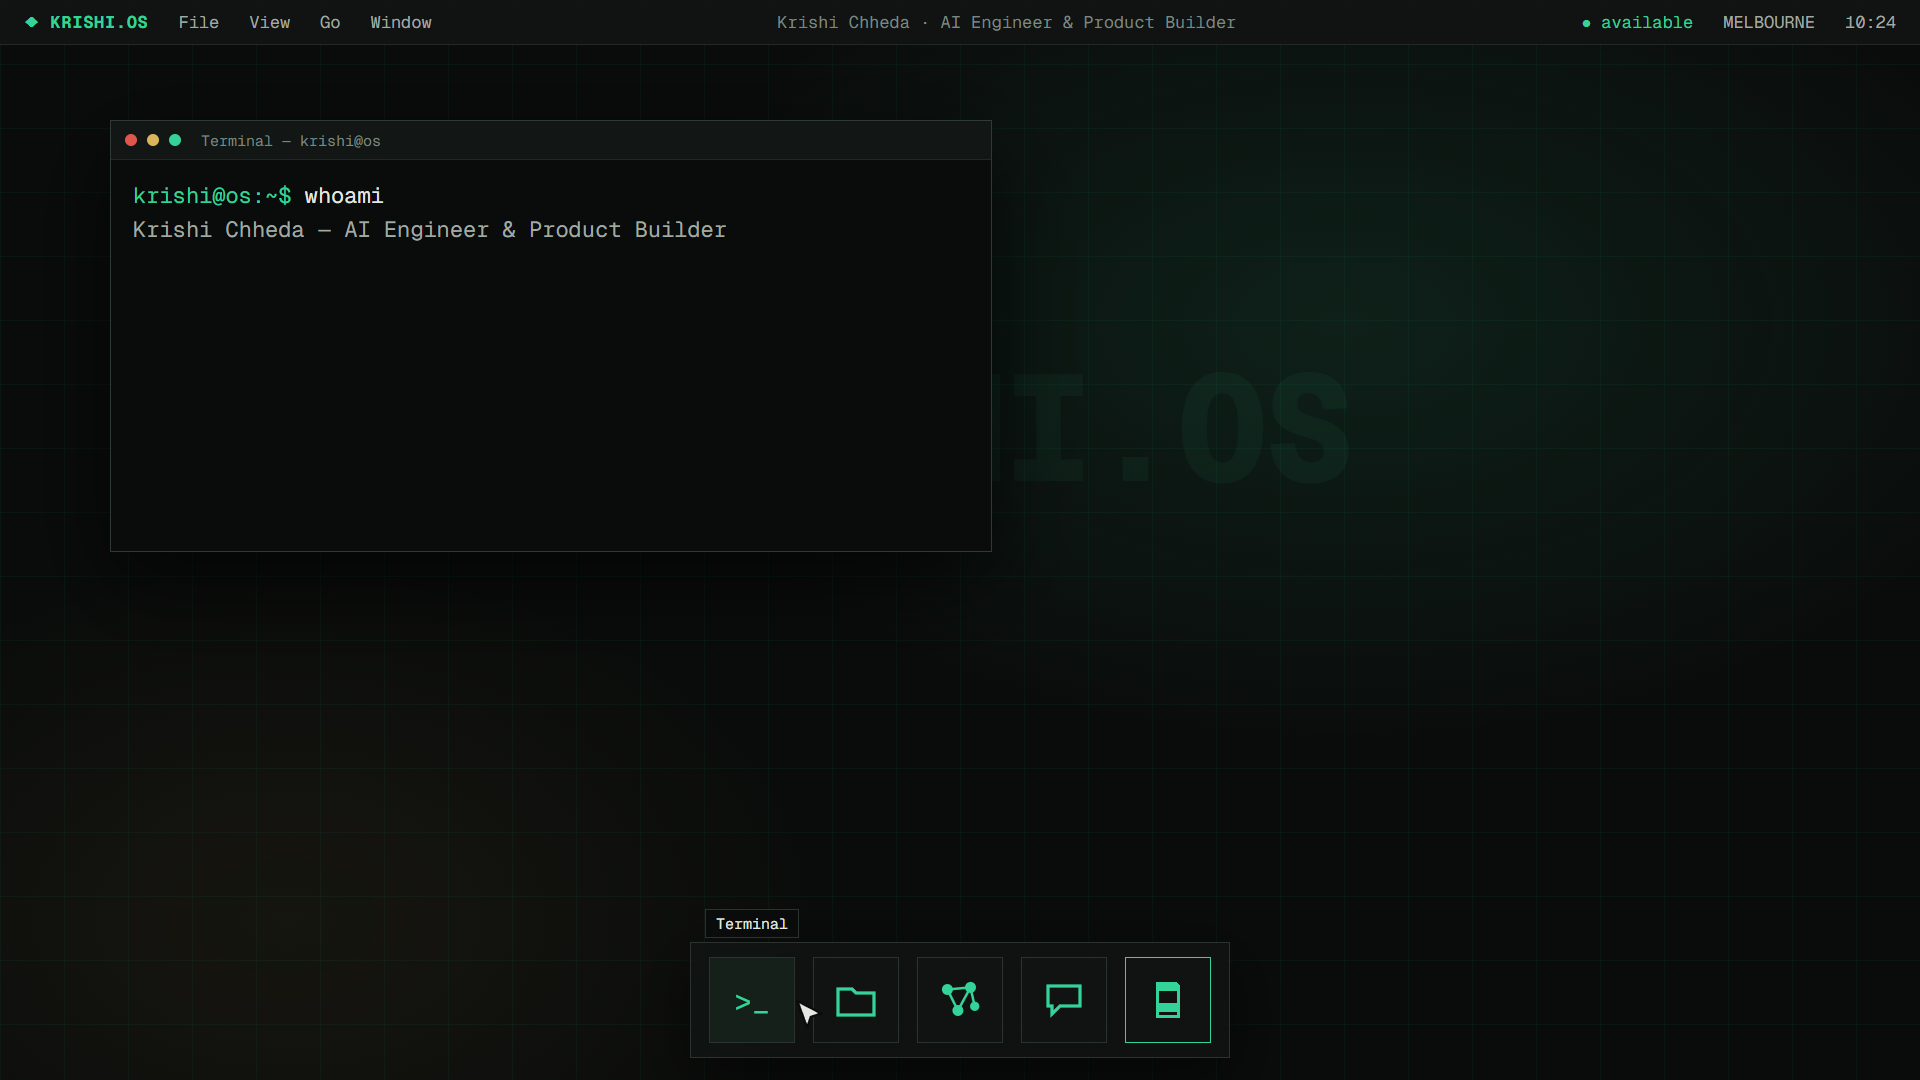 KRISHI.OS File View Go Window Krishi Chheda · AI Engineer & Product Builder ● available MELBOURNE 10:24
Terminal — krishi@os
krishi@os:~$ whoami
Krishi Chheda — AI Engineer & Product Builder
HI.OS
Terminal
>_